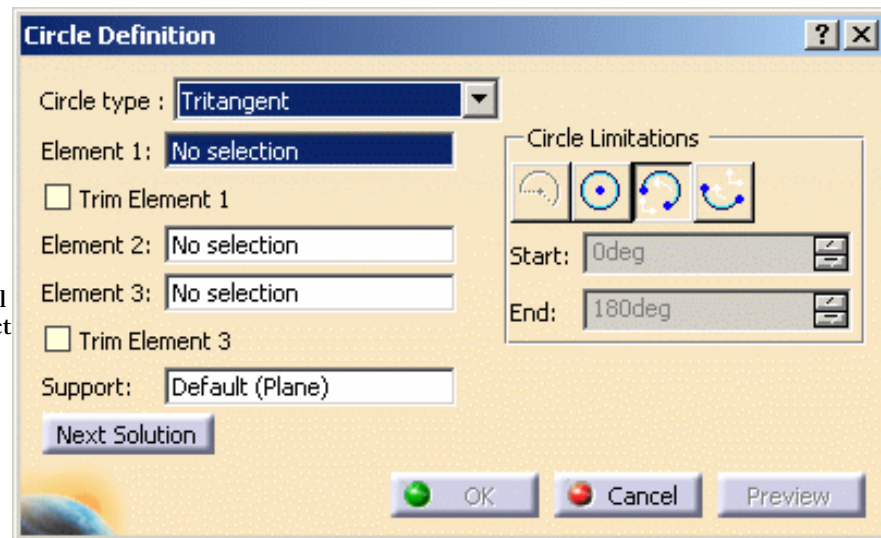 Circle Definition
Circle type : Tritangent
Element 1: No selection
Trim Element 1
Element 2: No selection
Element 3: No selection
Trim Element 3
Support: Default (Plane)
Next Solution
Circle Limitations
Start: 0deg
End: 180deg
OK Cancel Preview